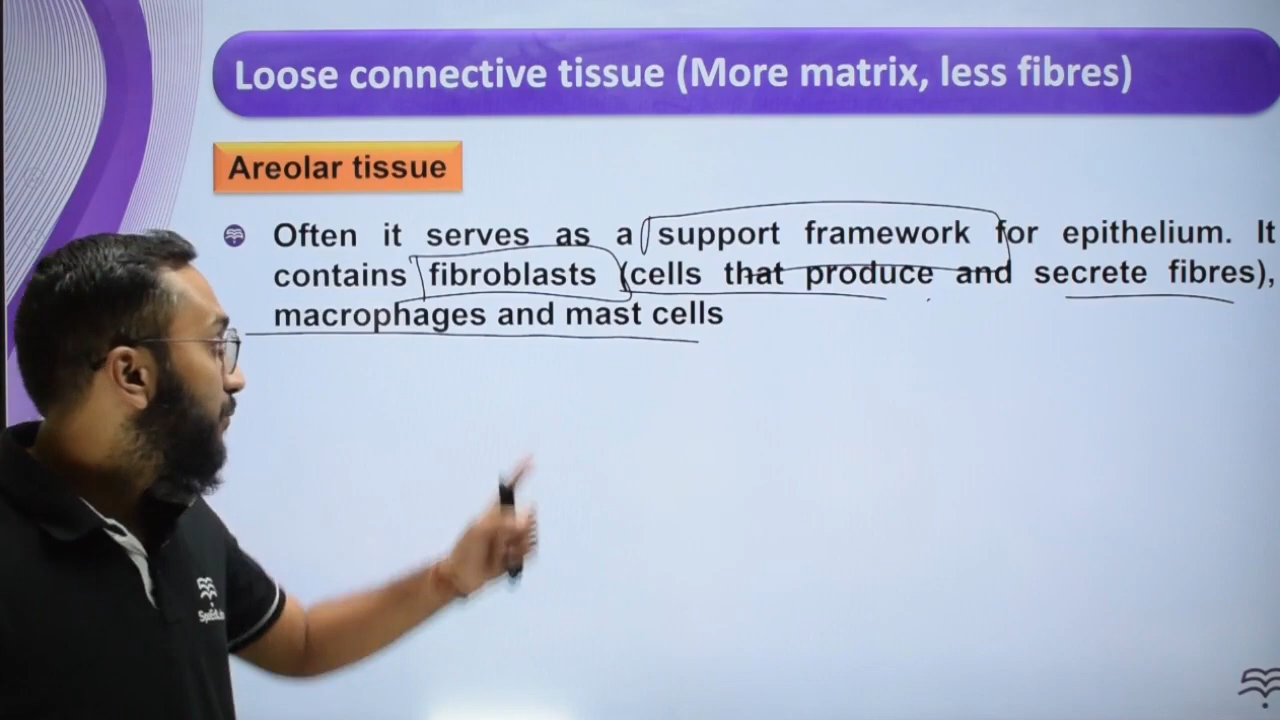 Loose connective tissue (More matrix, less fibres)
Areolar tissue
Often it serves as a support framework for epithelium. It
contains fibroblasts (cells that produce and secrete fibres),
macrophages and mast cells